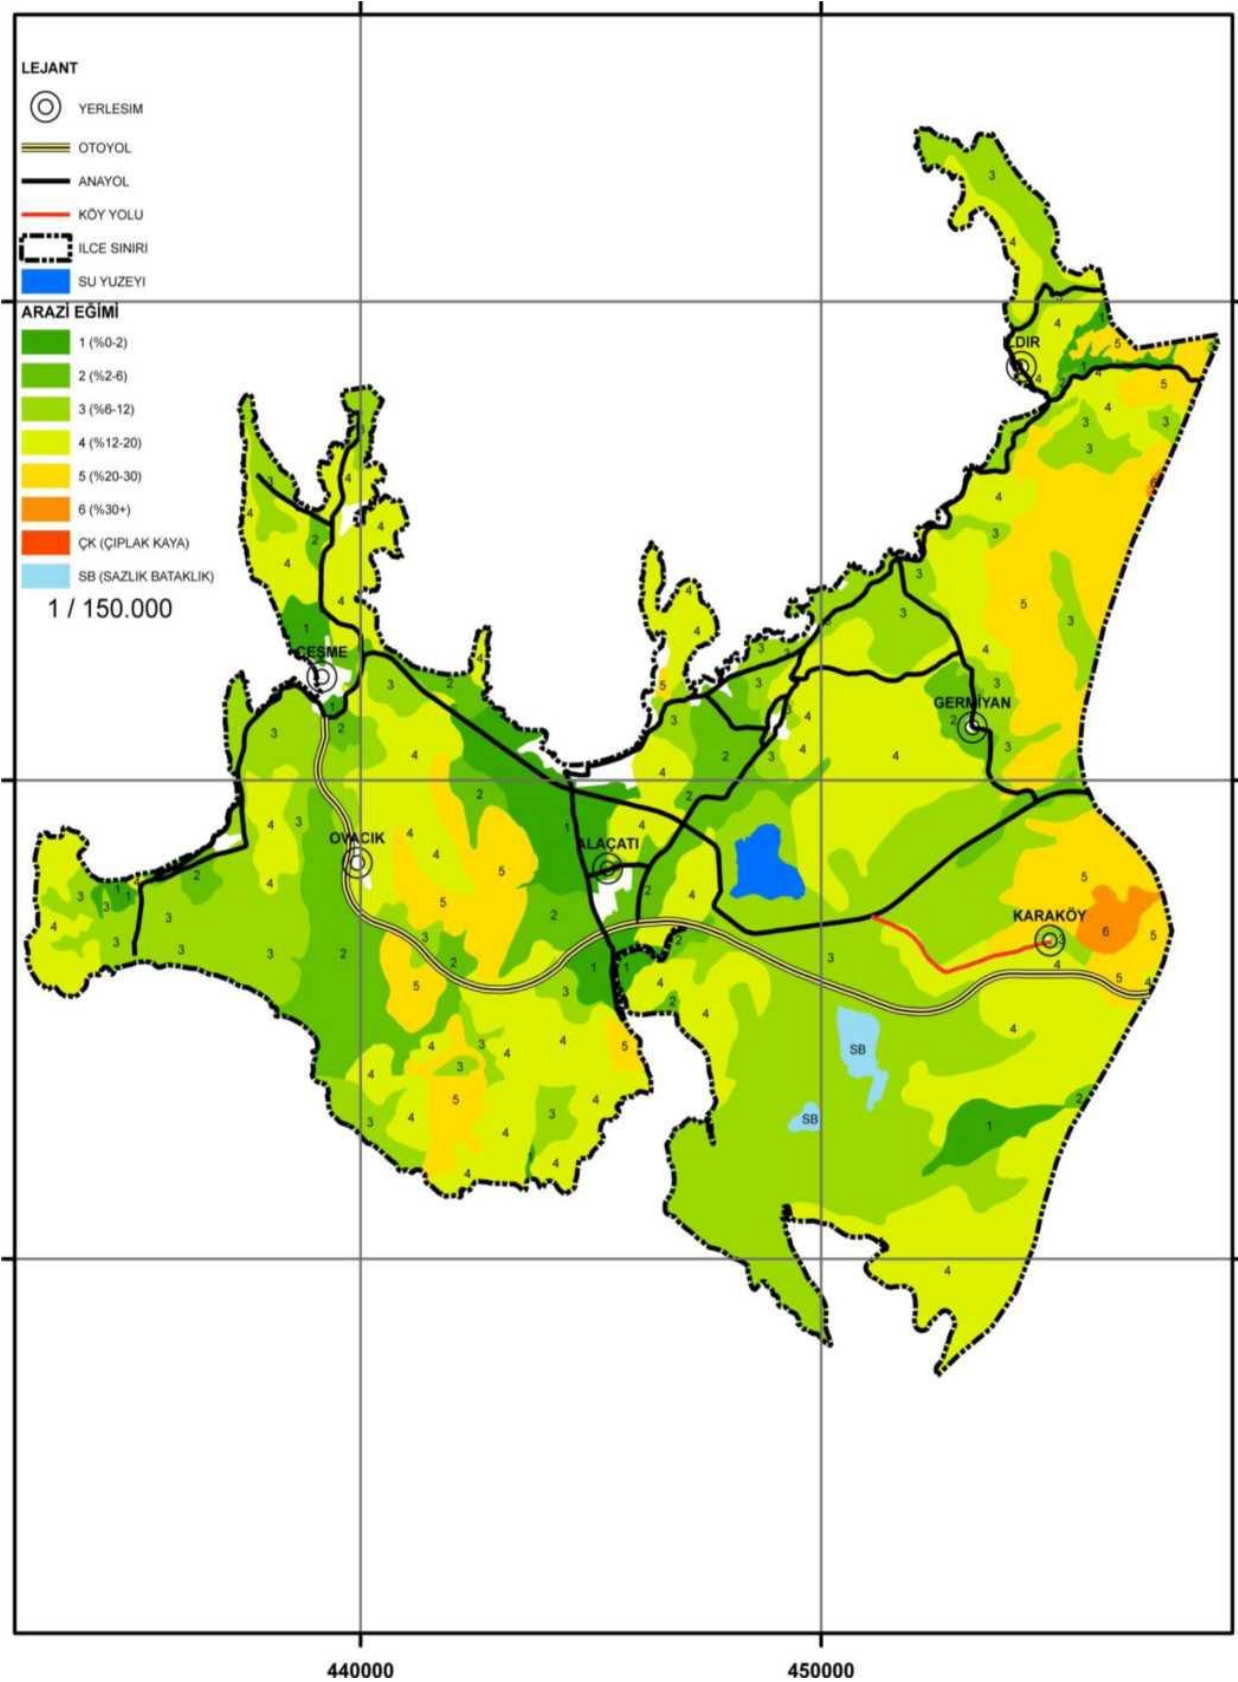 LEJANT
YERLESIM
OTOYOL
ANAYOL
KÖY YOLU
ILCE SINIRI
SU YUZEYI
ARAZİ EĞİMİ
1 (%0-2)
2 (%2-6)
3 (%6-12)
4 (%12-20)
5 (%20-30)
6 (%30+)
ÇK (ÇIPLAK KAYA)
SB (SAZLIK BATAKLIK)
1 / 150.000
ILDIR
ÇEŞME
GERMİYAN
OVACIK
ALAÇATI
KARAKÖY
SB
SB
440000
450000